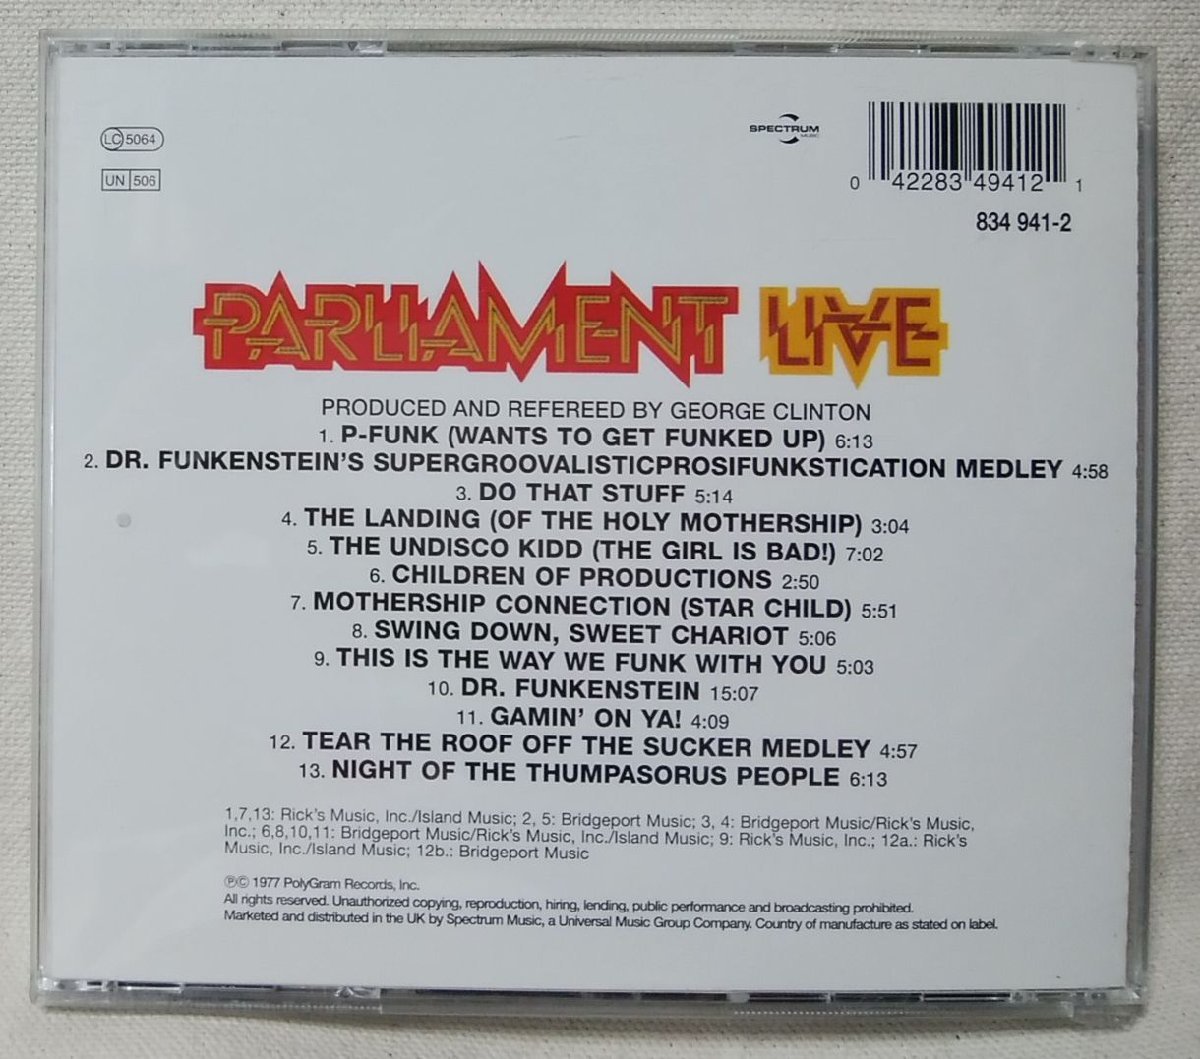 LC 5064
UN 506
SPECTRUM
MUSIC
0 42283 49412 1
834 941-2
PARLIAMENT LIVE
PRODUCED AND REFEREED BY GEORGE CLINTON
1. P-FUNK (WANTS TO GET FUNKED UP) 6:13
2. DR. FUNKENSTEIN'S SUPERGROOVALISTICPROSIFUNKSTICATION MEDLEY 4:58
3. DO THAT STUFF 5:14
4. THE LANDING (OF THE HOLY MOTHERSHIP) 3:04
5. THE UNDISCO KIDD (THE GIRL IS BAD!) 7:02
6. CHILDREN OF PRODUCTIONS 2:50
7. MOTHERSHIP CONNECTION (STAR CHILD) 5:51
8. SWING DOWN, SWEET CHARIOT 5:06
9. THIS IS THE WAY WE FUNK WITH YOU 5:03
10. DR. FUNKENSTEIN 15:07
11. GAMIN' ON YA! 4:09
12. TEAR THE ROOF OFF THE SUCKER MEDLEY 4:57
13. NIGHT OF THE THUMPASORUS PEOPLE 6:13
1,7,13: Rick's Music, Inc./Island Music; 2, 5: Bridgeport Music; 3, 4: Bridgeport Music/Rick's Music,
Inc.; 6,8,10,11: Bridgeport Music/Rick's Music, Inc./Island Music; 9: Rick's Music, Inc.; 12a.: Rick's
Music, Inc./Island Music; 12b.: Bridgeport Music
℗© 1977 PolyGram Records, Inc.
All rights reserved. Unauthorized copying, reproduction, hiring, lending, public performance and broadcasting prohibited.
Marketed and distributed in the UK by Spectrum Music, a Universal Music Group Company. Country of manufacture as stated on label.